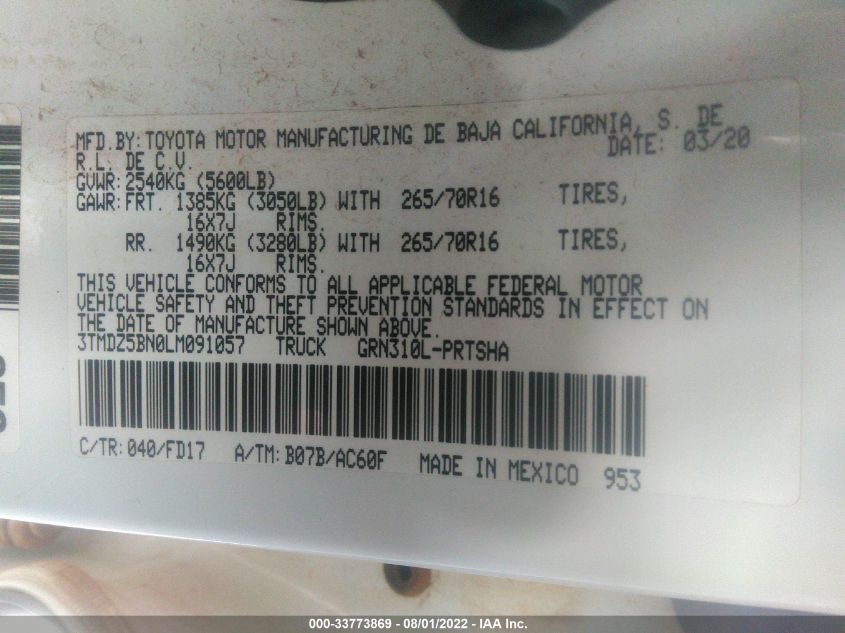 MFD.BY: TOYOTA MOTOR MANUFACTURING DE BAJA CALIFORNIA, S. DE
R.L. DE C.V. DATE: 03/20
GVWR: 2540KG (5600LB)
GAWR: FRT. 1385KG (3050LB) WITH 265/70R16 TIRES,
16X7J RIMS.
RR. 1490KG (3280LB) WITH 265/70R16 TIRES,
16X7J RIMS.
THIS VEHICLE CONFORMS TO ALL APPLICABLE FEDERAL MOTOR
VEHICLE SAFETY AND THEFT PREVENTION STANDARDS IN EFFECT ON
THE DATE OF MANUFACTURE SHOWN ABOVE.
3TMDZ5BN0LM091057 TRUCK GRN310L-PRTSHA
C/TR: 040/FD17 A/TM: B07B/AC60F MADE IN MEXICO 953
000-33773869 - 08/01/2022 - IAA Inc.